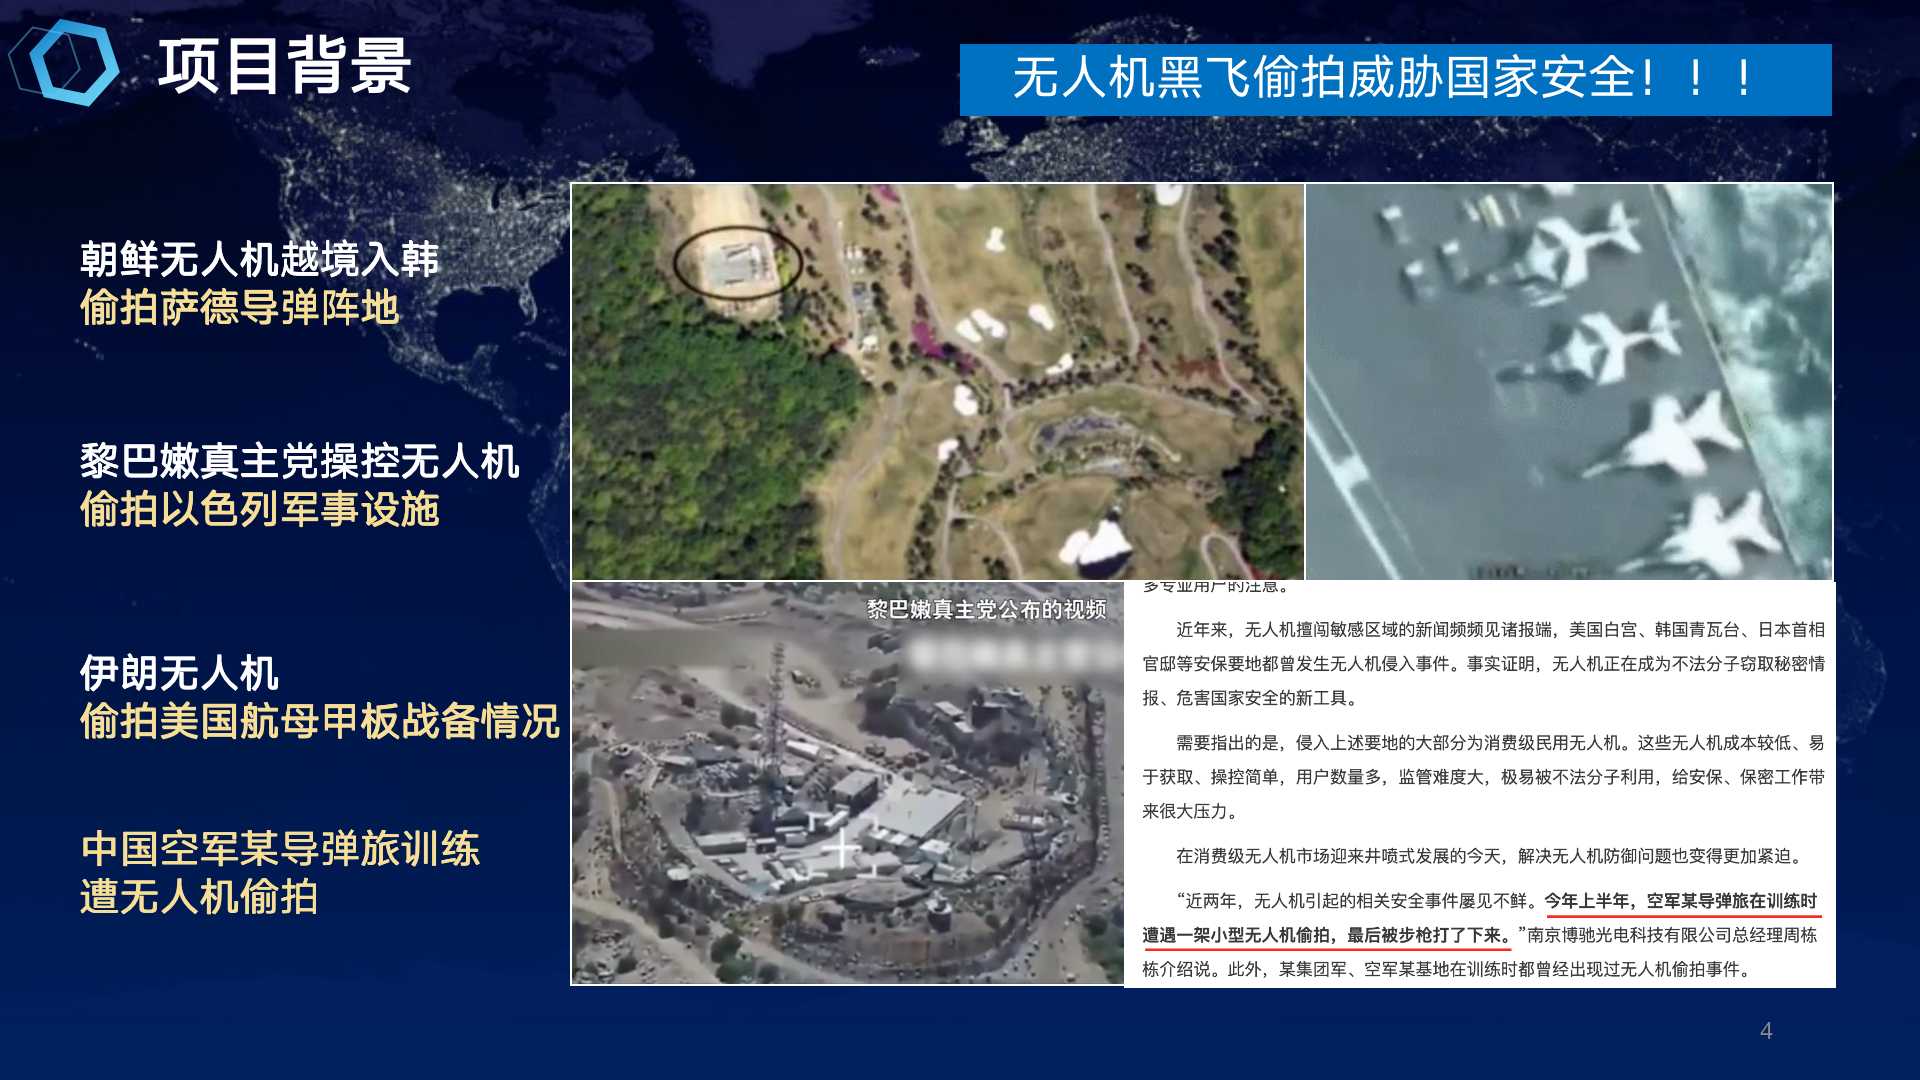 项目背景
无人机黑飞偷拍威胁国家安全！！！
朝鲜无人机越境入韩
偷拍萨德导弹阵地
黎巴嫩真主党操控无人机
偷拍以色列军事设施
伊朗无人机
偷拍美国航母甲板战备情况
中国空军某导弹旅训练
遭无人机偷拍
黎巴嫩真主党公布的视频
多专业用户的注意。
近年来，无人机擅闯敏感区域的新闻频频见诸报端，美国白宫、韩国青瓦台、日本首相
官邸等安保要地都曾发生无人机侵入事件。事实证明，无人机正在成为不法分子窃取秘密情
报、危害国家安全的新工具。
需要指出的是，侵入上述要地的大部分为消费级民用无人机。这些无人机成本较低、易
于获取、操控简单，用户数量多，监管难度大，极易被不法分子利用，给安保、保密工作带
来很大压力。
在消费级无人机市场迎来井喷式发展的今天，解决无人机防御问题也变得更加紧迫。
“近两年，无人机引起的相关安全事件屡见不鲜。今年上半年，空军某导弹旅在训练时
遭遇一架小型无人机偷拍，最后被步枪打了下来。”南京博驰光电科技有限公司总经理周栋
栋介绍说。此外，某集团军、空军某基地在训练时都曾经出现过无人机偷拍事件。
4